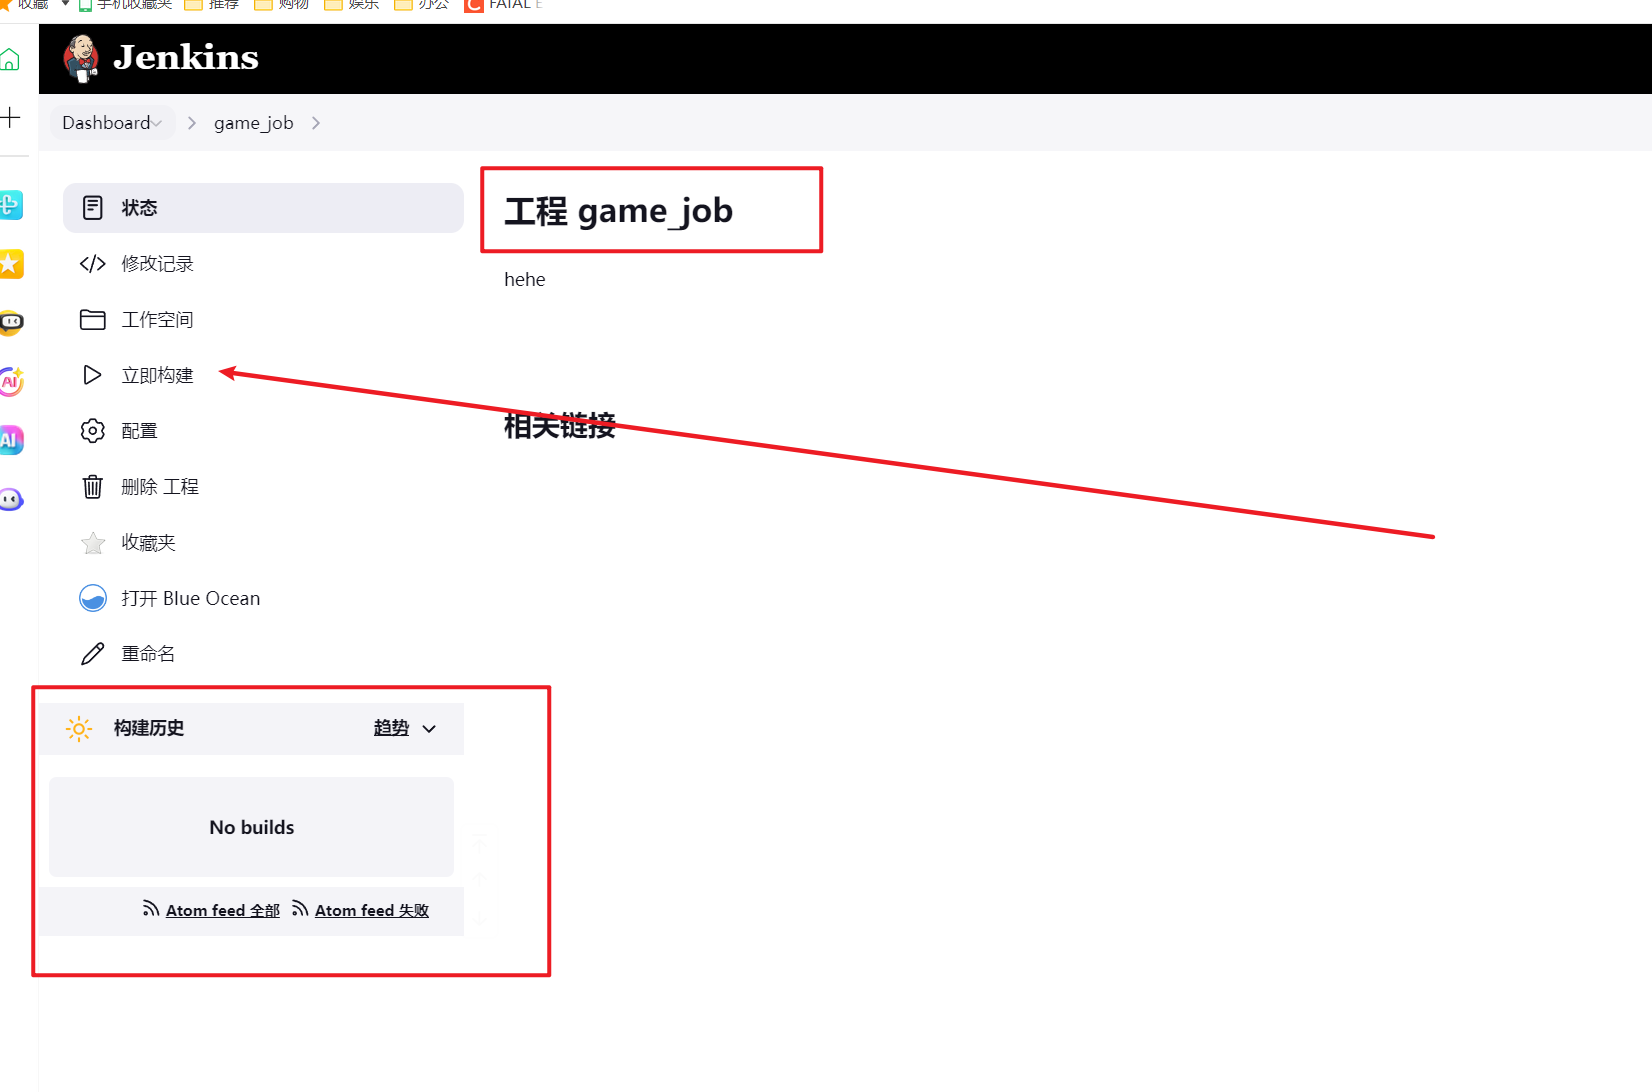 收藏 手机收藏夹 推荐 购物 娱乐 办公 FATAL E
Jenkins
Dashboard game_job
状态
修改记录
工作空间
立即构建
配置
删除 工程
收藏夹
打开 Blue Ocean
重命名
构建历史 趋势
No builds
Atom feed 全部 Atom feed 失败
工程 game_job
hehe
相关链接
AI
AI